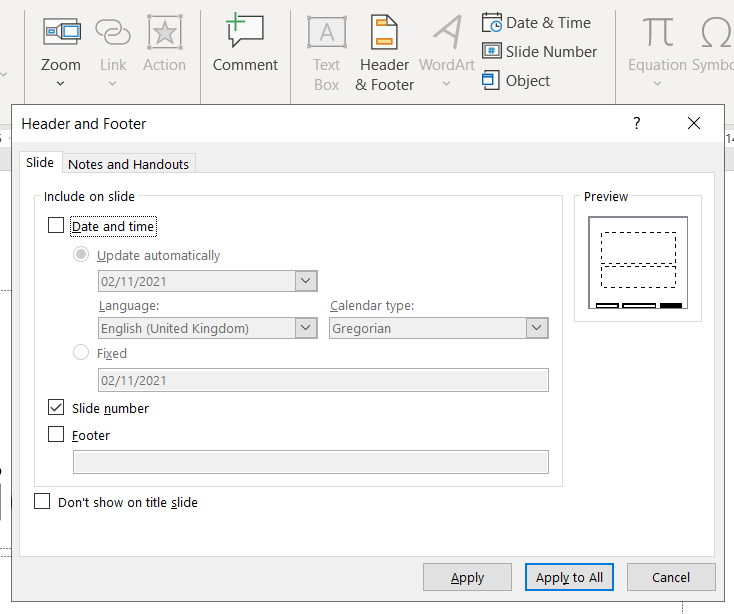 Date & Time
Slide Number
Object
Zoom
Link
Action
Comment
A
Text
Box
Header
& Footer
WordArt
Equation
Symbo
Header and Footer
?
Slide
Notes and Handouts
Include on slide
Date and time
Update automatically
02/11/2021
Language:
Calendar type:
English (United Kingdom)
Gregorian
Fixed
02/11/2021
Slide number
Footer
Don't show on title slide
Preview
Apply
Apply to All
Cancel